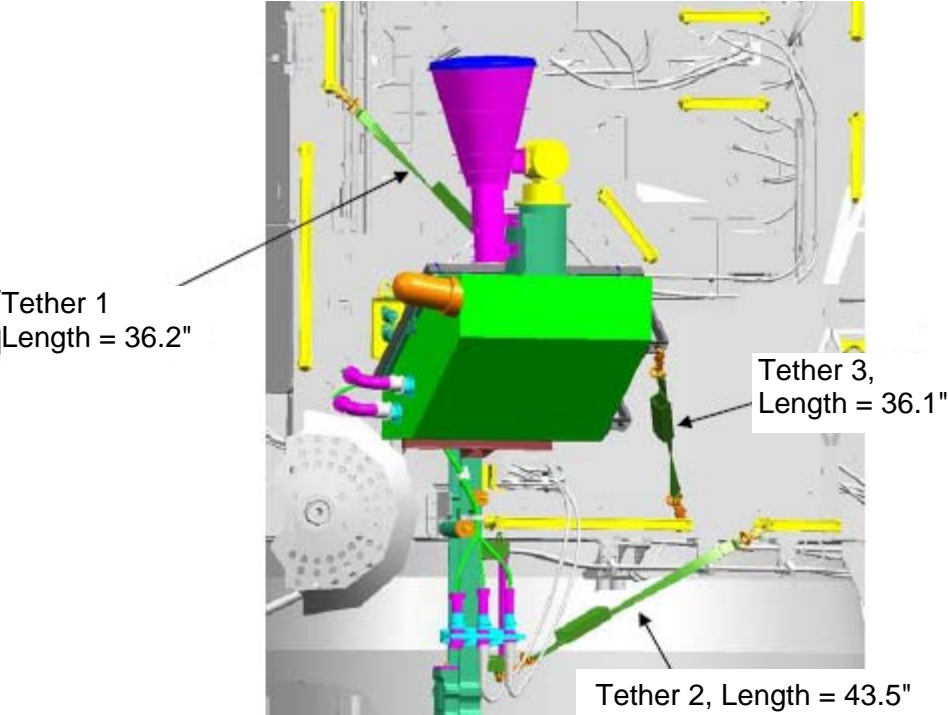 Tether 1
Length = 36.2"
Tether 3,
Length = 36.1"
Tether 2, Length = 43.5"